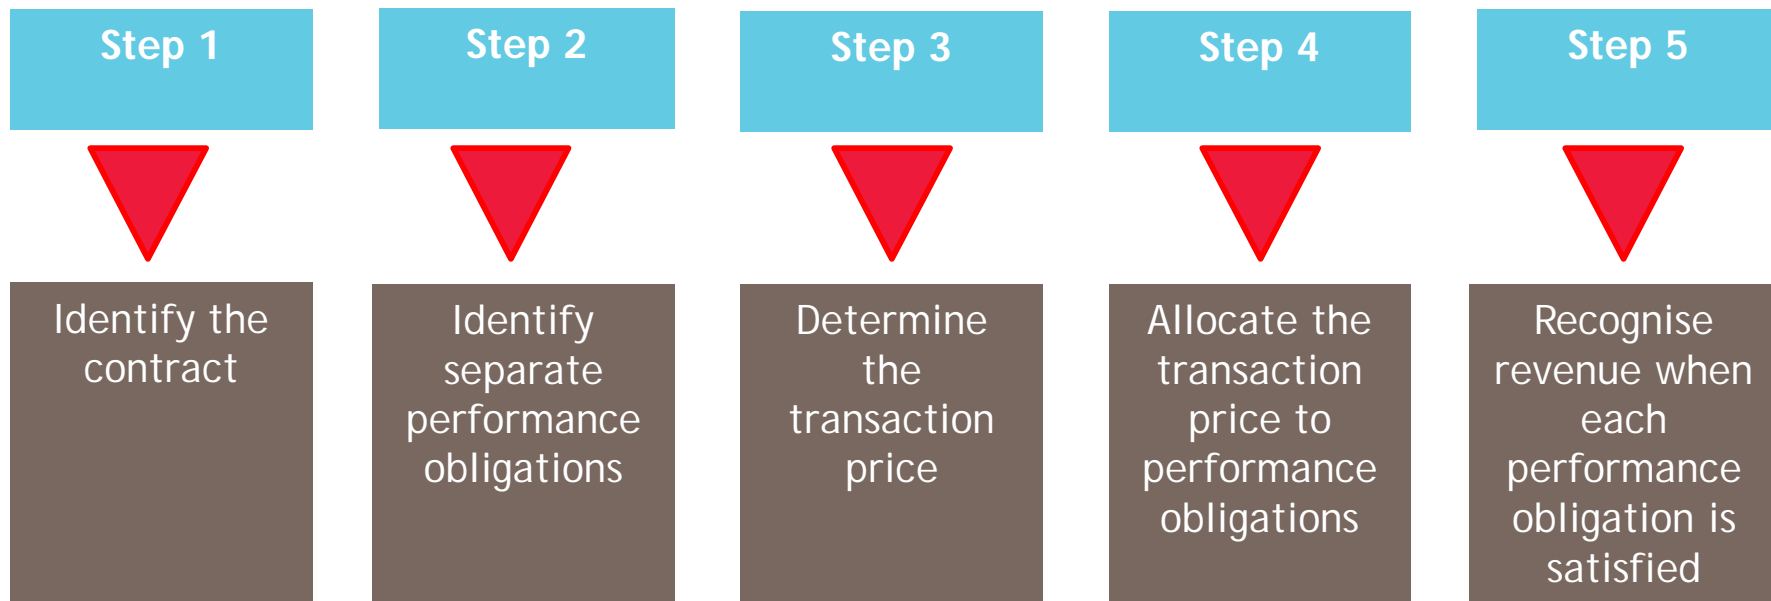 Step 1
Identify the
contract
Step 2
Identify
separate
performance
obligations
Step 3
Determine
the
transaction
price
Step 4
Allocate the
transaction
price to
performance
obligations
Step 5
Recognise
revenue when
each
performance
obligation is
satisfied